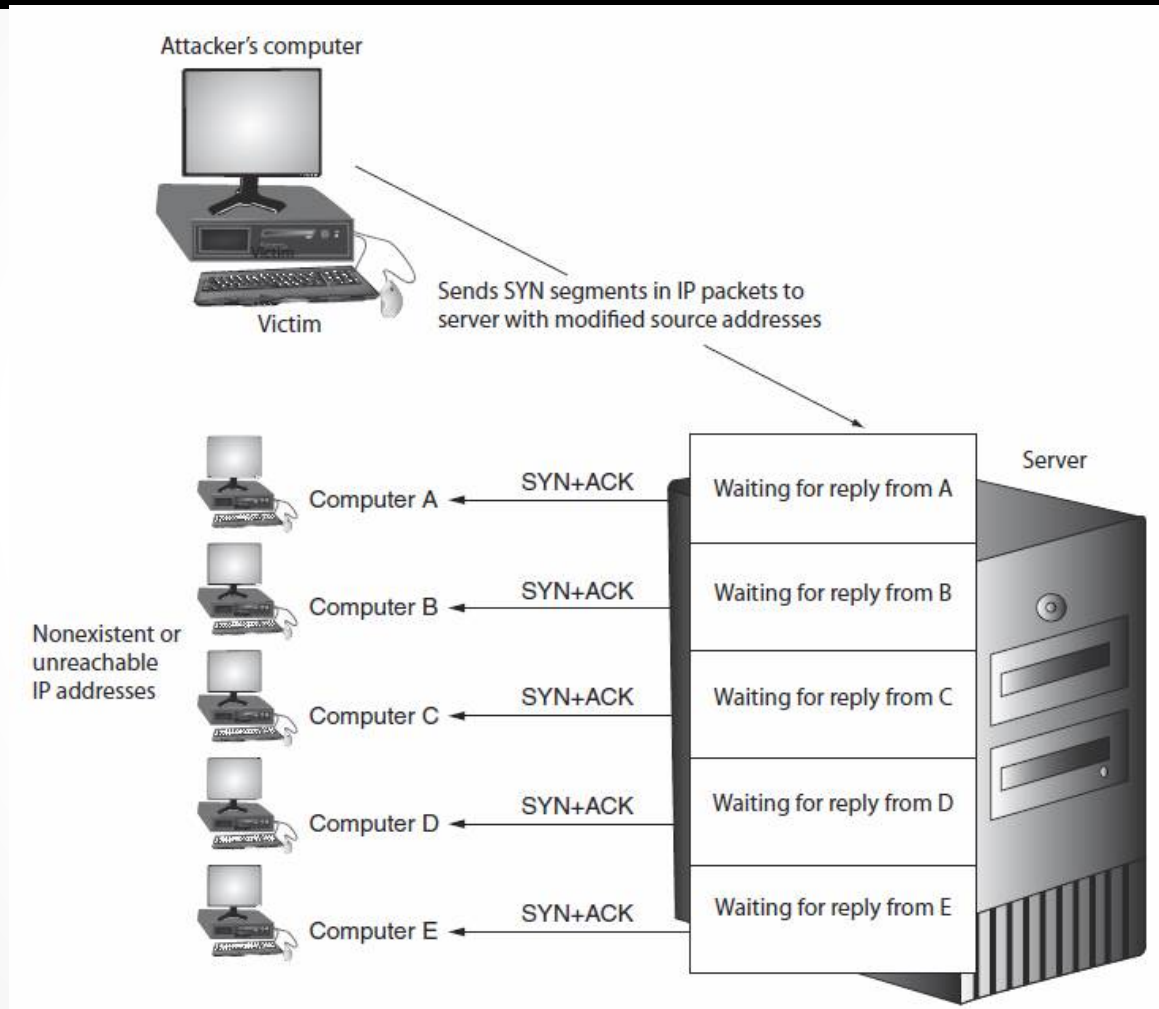 Attacker's computer
Victim
Victim
Sends SYN segments in IP packets to
server with modified source addresses
Server
Nonexistent or
unreachable
IP addresses
Computer A
SYN+ACK
Waiting for reply from A
Computer B
SYN+ACK
Waiting for reply from B
Computer C
SYN+ACK
Waiting for reply from C
Computer D
SYN+ACK
Waiting for reply from D
Computer E
SYN+ACK
Waiting for reply from E